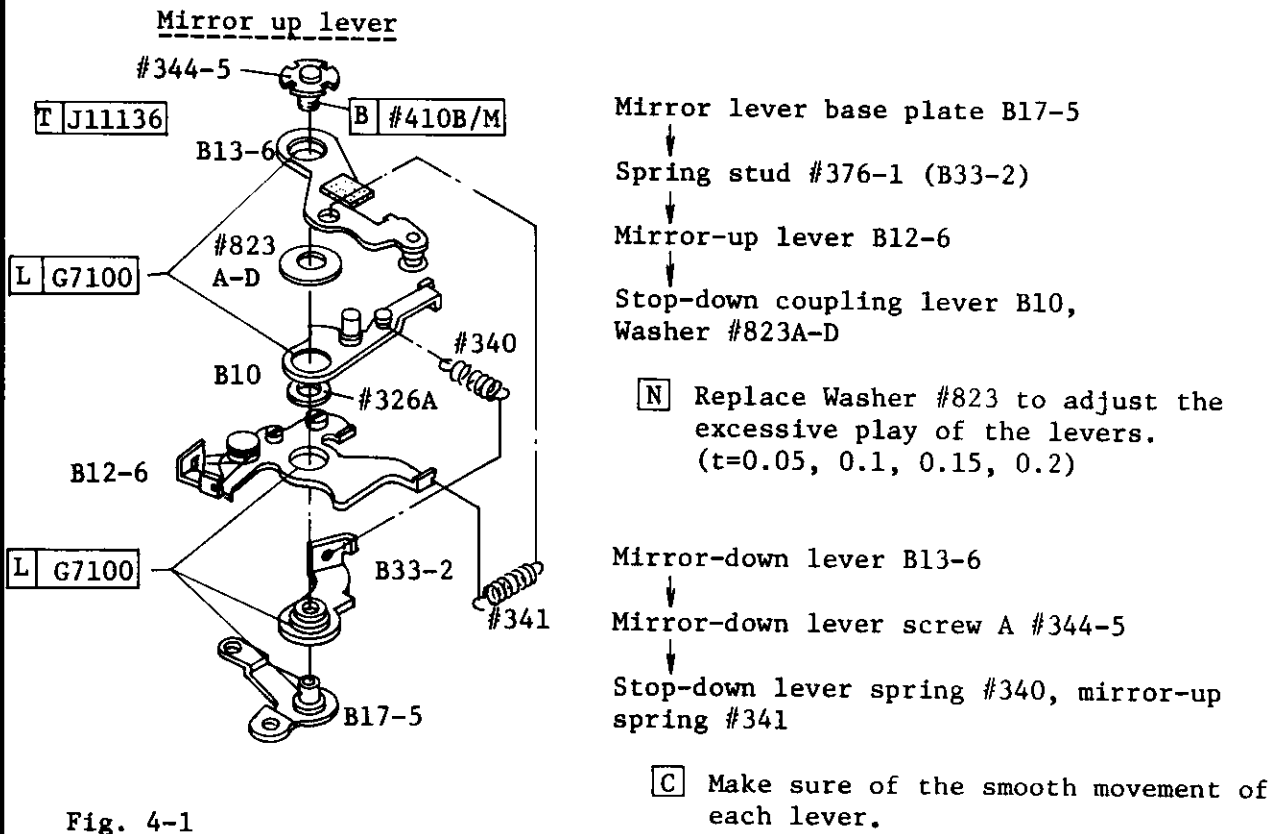 Mirror up lever
#344-5
T J11136
B #410B/M
B13-6
#823
A-D
L G7100
#340
B10
#326A
B12-6
L G7100
B33-2
#341
B17-5
Fig. 4-1
Mirror lever base plate B17-5
Spring stud #376-1 (B33-2)
Mirror-up lever B12-6
Stop-down coupling lever B10,
Washer #823A-D
N Replace Washer #823 to adjust the
excessive play of the levers.
(t=0.05, 0.1, 0.15, 0.2)
Mirror-down lever B13-6
Mirror-down lever screw A #344-5
Stop-down lever spring #340, mirror-up
spring #341
C Make sure of the smooth movement of
each lever.